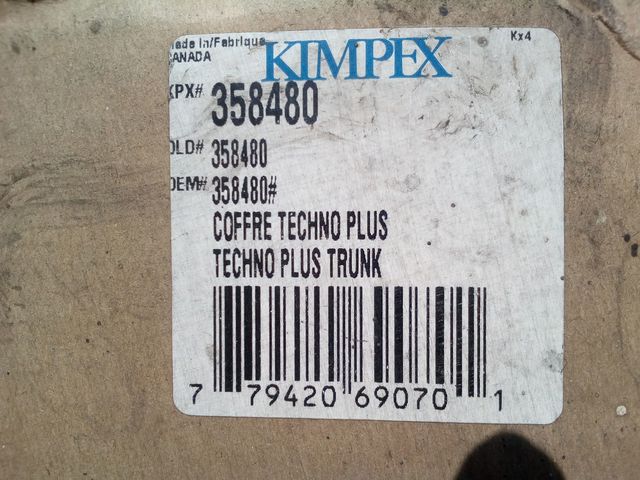 ade In/Fabrique
CANADA
KIMPEX
Kx4
KPX# 358480
OLD# 358480
OEM# 358480#
COFFRE TECHNO PLUS
TECHNO PLUS TRUNK
7 79420 69070 1